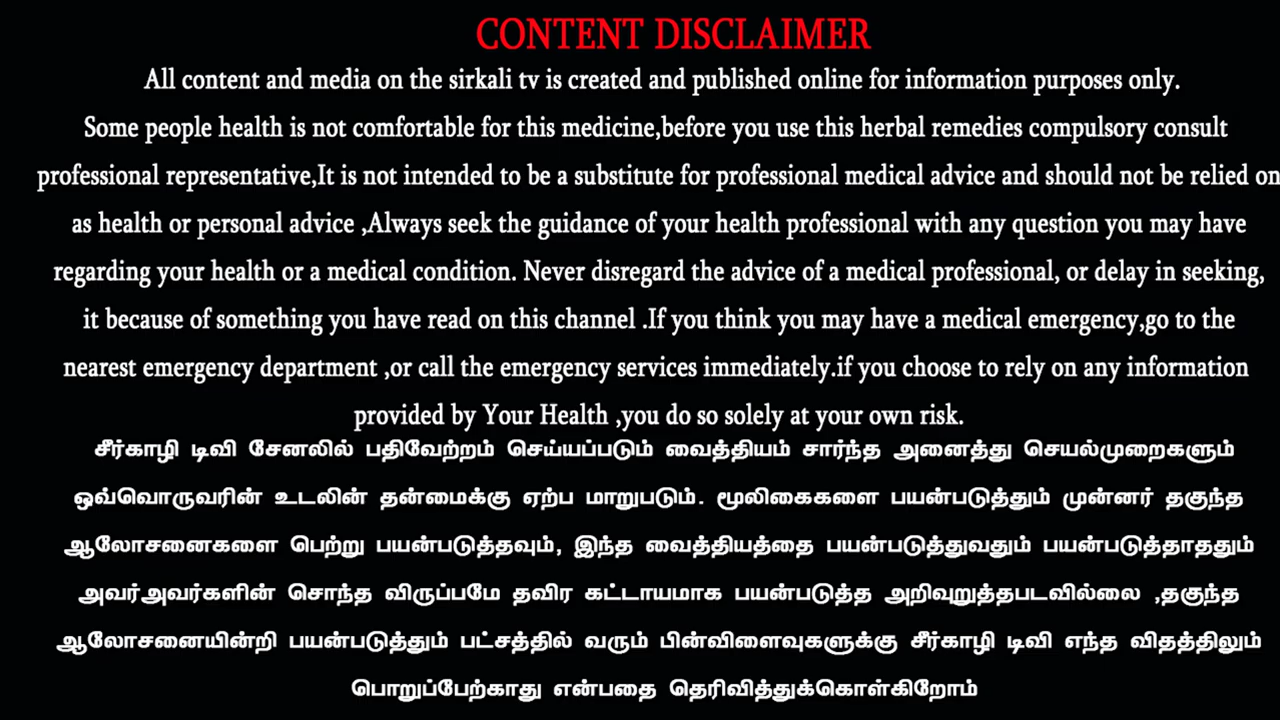 CONTENT DISCLAIMER
All content and media on the sirkali tv is created and published online for information purposes only.
Some people health is not comfortable for this medicine,before you use this herbal remedies compulsory consult
professional representative,It is not intended to be a substitute for professional medical advice and should not be relied on
as health or personal advice ,Always seek the guidance of your health professional with any question you may have
regarding your health or a medical condition. Never disregard the advice of a medical professional, or delay in seeking,
it because of something you have read on this channel .If you think you may have a medical emergency,go to the
nearest emergency department ,or call the emergency services immediately.if you choose to rely on any information
provided by Your Health ,you do so solely at your own risk.
சீர்காழி டிவி சேனலில் பதிவேற்றம் செய்யப்படும் வைத்தியம் சார்ந்த அனைத்து செயல்முறைகளும்
ஒவ்வொருவரின் உடலின் தன்மைக்கு ஏற்ப மாறுபடும். மூலிகைகளை பயன்படுத்தும் முன்னர் தகுந்த
ஆலோசனைகளை பெற்று பயன்படுத்தவும், இந்த வைத்தியத்தை பயன்படுத்துவதும் பயன்படுத்தாததும்
அவர்அவர்களின் சொந்த விருப்பமே தவிர கட்டாயமாக பயன்படுத்த அறிவுறுத்தபடவில்லை ,தகுந்த
ஆலோசனையின்றி பயன்படுத்தும் பட்சத்தில் வரும் பின்விளைவுகளுக்கு சீர்காழி டிவி எந்த விதத்திலும்
பொறுப்பேற்காது என்பதை தெரிவித்துக்கொள்கிறோம்